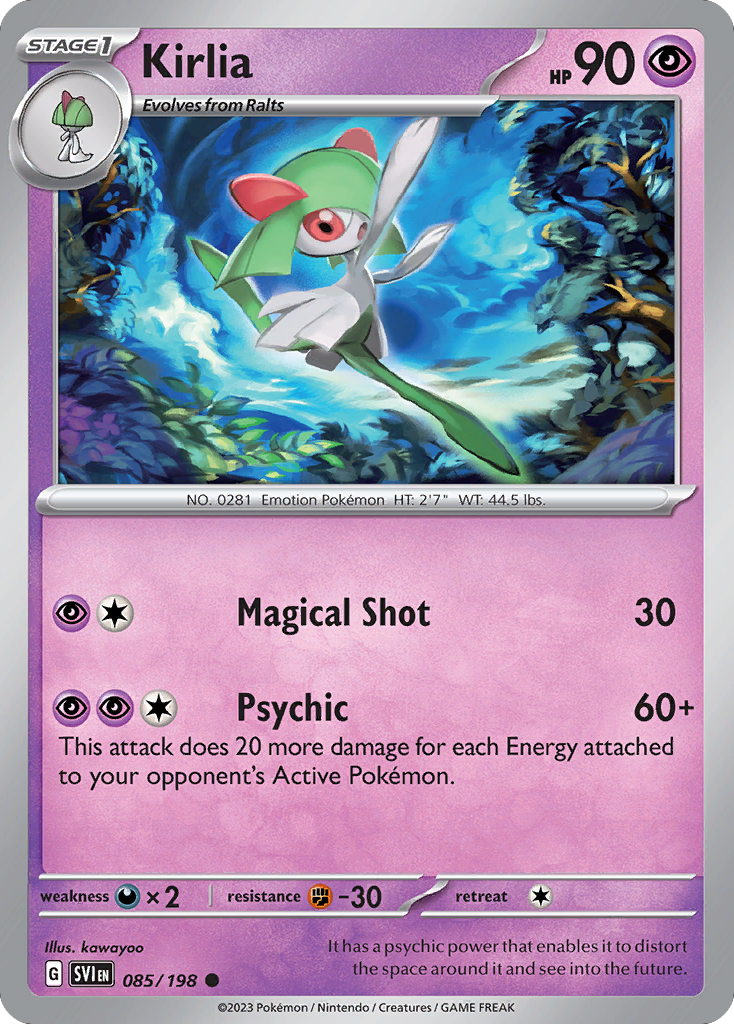 STAGE1
Kirlia
HP 90
Evolves from Ralts
NO. 0281 Emotion Pokémon HT: 2'7" WT: 44.5 lbs.
Magical Shot 30
Psychic 60+
This attack does 20 more damage for each Energy attached
to your opponent's Active Pokémon.
weakness ×2 resistance -30 retreat
Illus. kawayoo
It has a psychic power that enables it to distort
the space around it and see into the future.
G SVI EN 085/198
©2023 Pokémon / Nintendo / Creatures / GAME FREAK